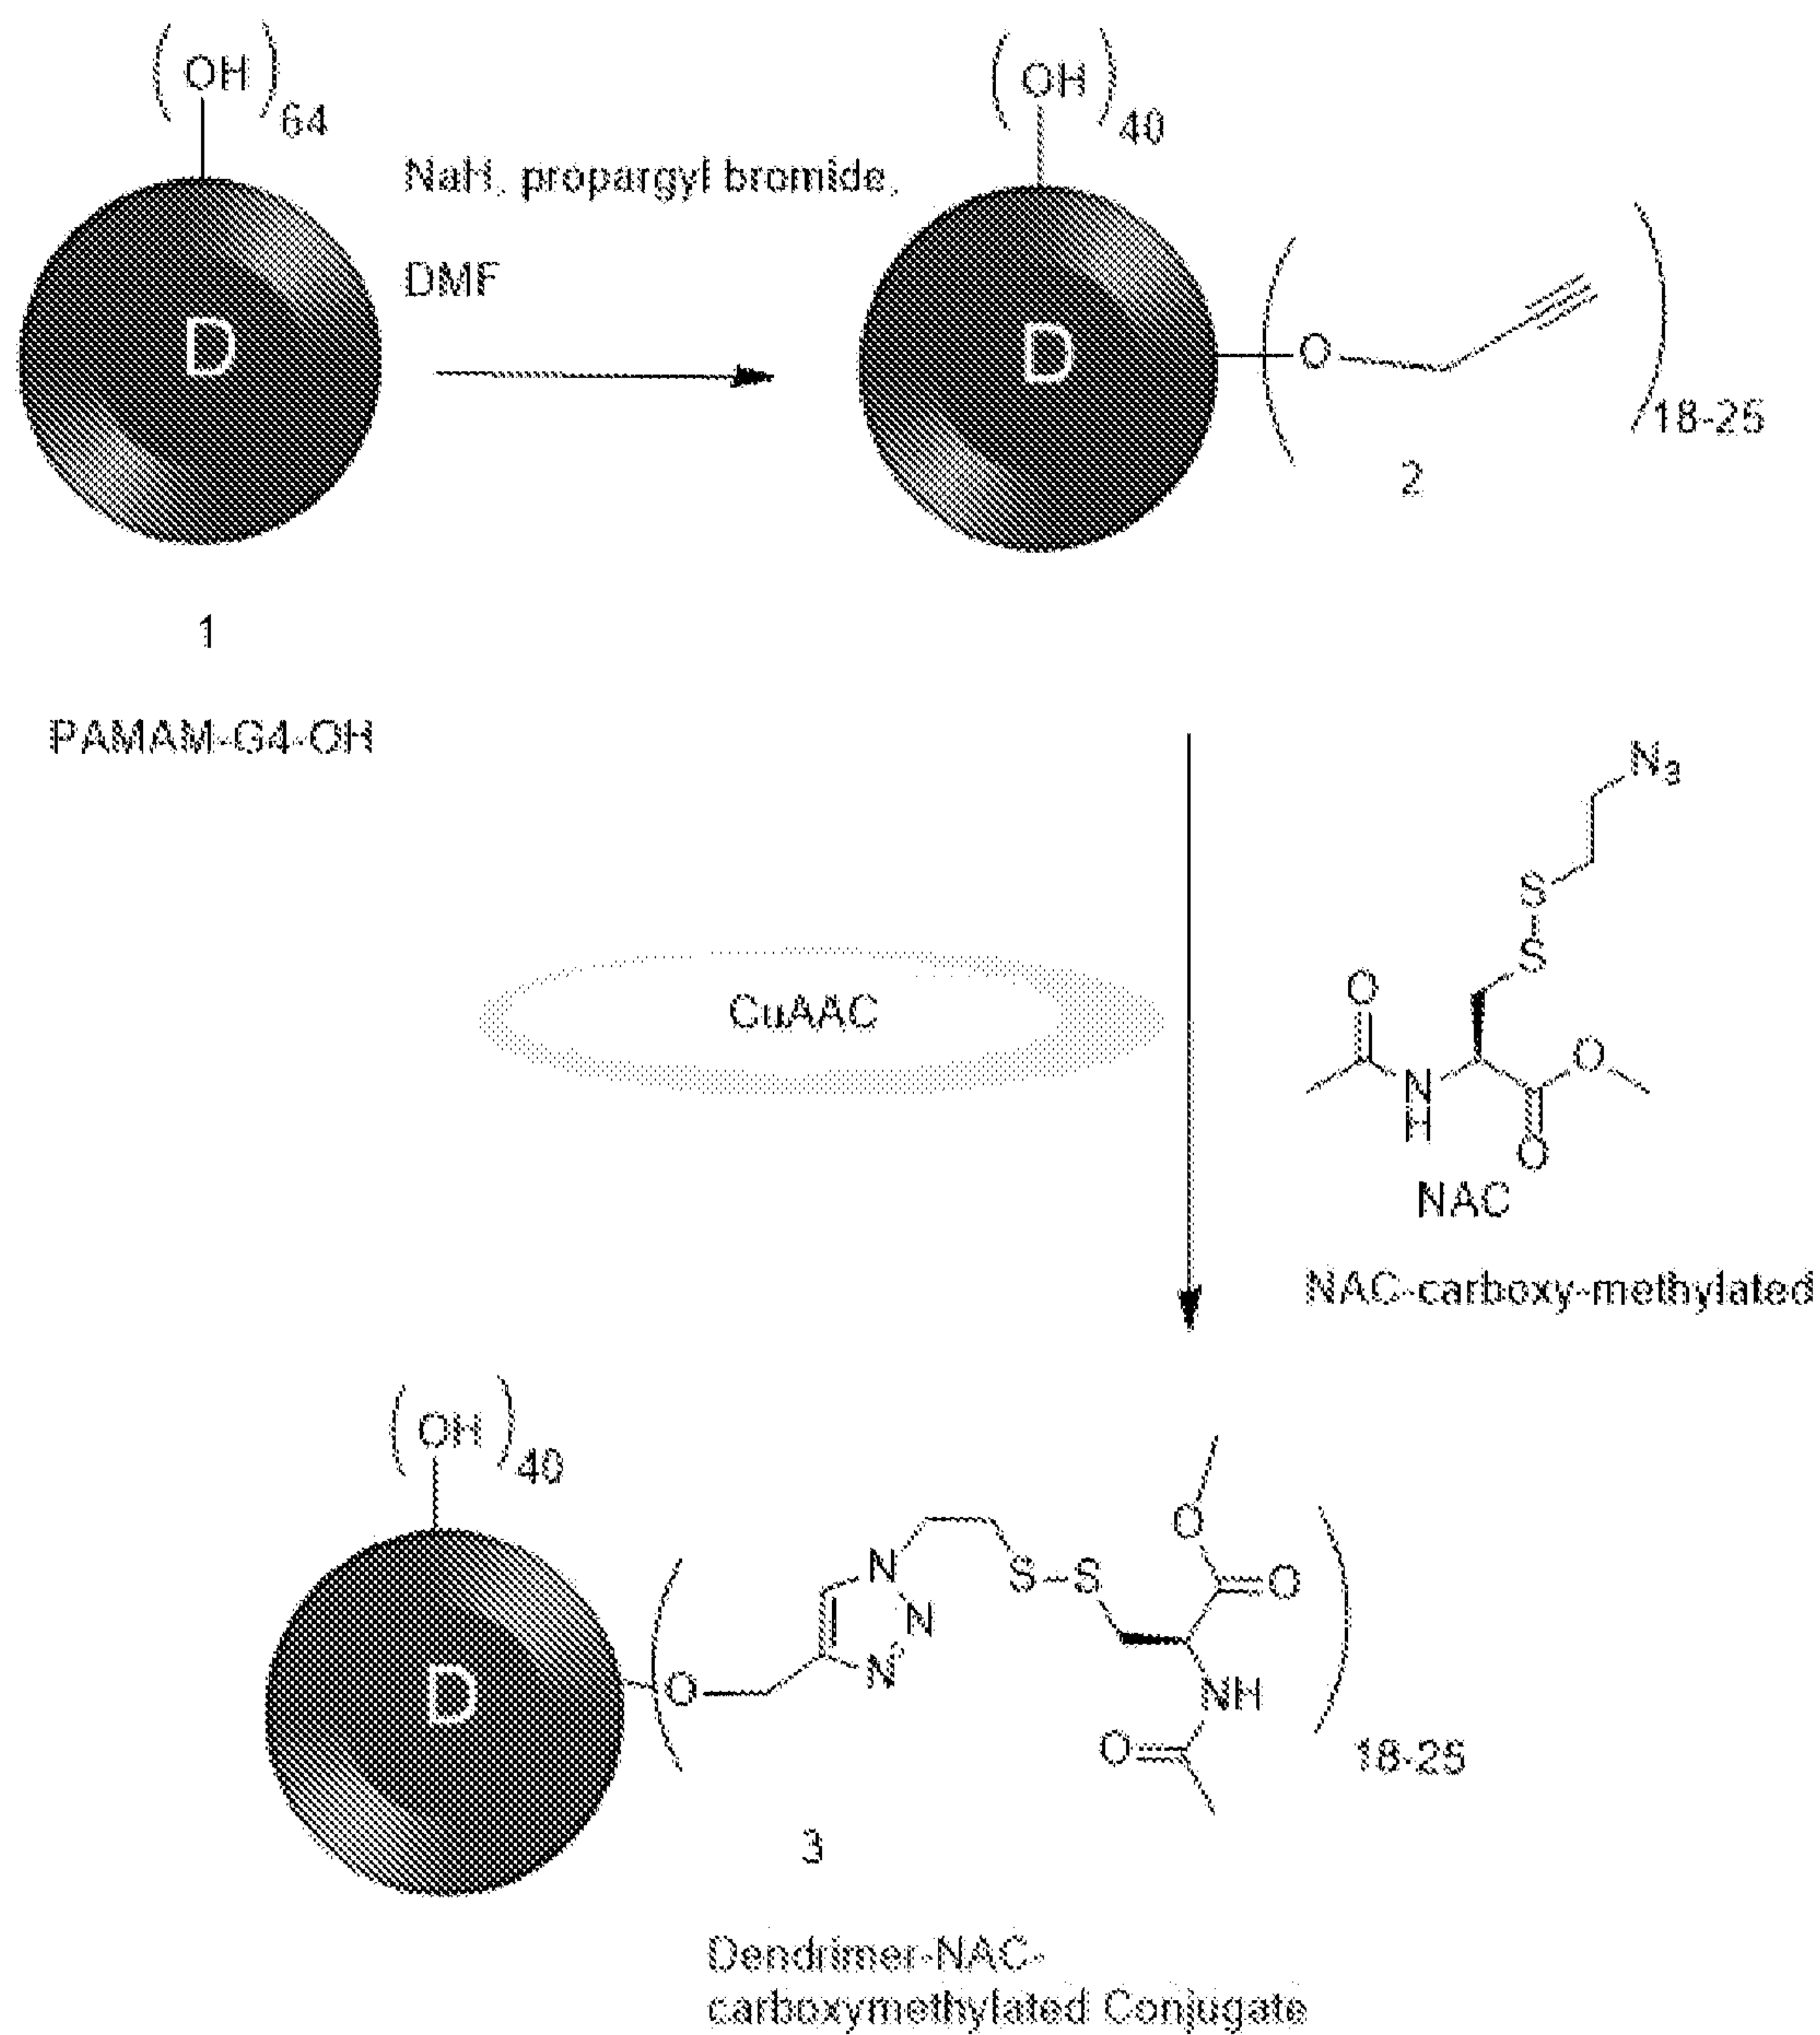 (OH)64
NaH, propargyl bromide,
DMF
D
1
PAMAM-G4-OH
(OH)40
D
O
18-25
2
CuAAC
N3
S
S
O
N
H
O
O
NAC
NAC-carboxy-methylated
(OH)40
D
O
N
N
N
S-S
O
O
NH
O
18-25
3
Dendrimer-NAC-
carboxymethylated Conjugate